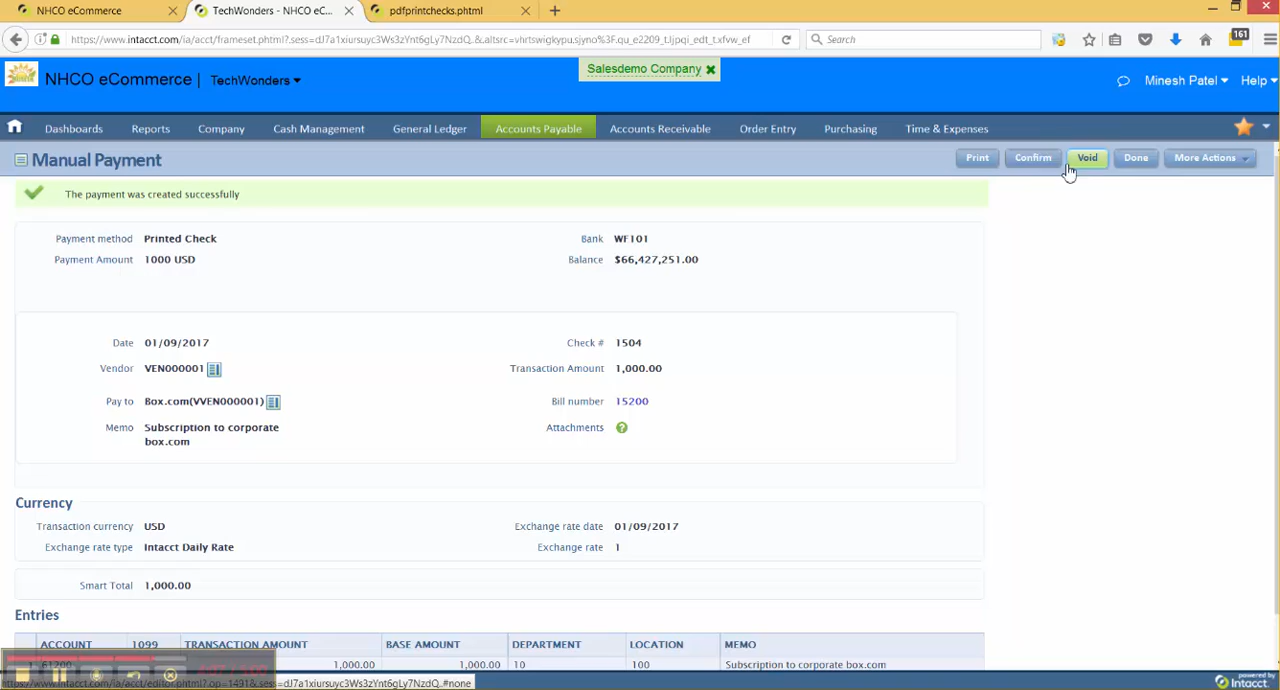 NHCO eCommerce
TechWonders - NHCO eC...
pdfprintchecks.phtml
Search
161
NHCO eCommerce | TechWonders
Salesdemo Company
Minesh Patel Help
Dashboards Reports Company Cash Management General Ledger Accounts Payable Accounts Receivable Order Entry Purchasing Time & Expenses
Manual Payment
Print Confirm Void Done More Actions
The payment was created successfully
Payment method Printed Check Bank WF101
Payment Amount 1000 USD Balance $66,427,251.00
Date 01/09/2017 Check # 1504
Vendor VEN000001 Transaction Amount 1,000.00
Pay to Box.com(VVEN000001) Bill number 15200
Memo Subscription to corporate Attachments
box.com
Currency
Transaction currency USD Exchange rate date 01/09/2017
Exchange rate type Intacct Daily Rate Exchange rate 1
Smart Total 1,000.00
Entries
ACCOUNT 1099 TRANSACTION AMOUNT BASE AMOUNT DEPARTMENT LOCATION MEMO
61200 1,000.00 1,000.00 10 100 Subscription to corporate box.com
powered by
Intacct